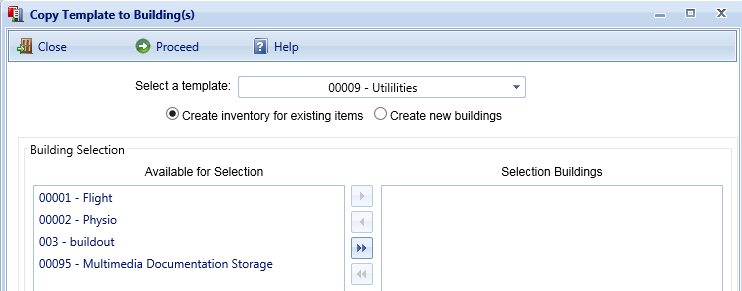 Copy Template to Building(s)
Close Proceed Help
Select a template: 00009 - Utililities
Create inventory for existing items Create new buildings
Building Selection
Available for Selection Selection Buildings
00001 - Flight
00002 - Physio
003 - buildout
00095 - Multimedia Documentation Storage